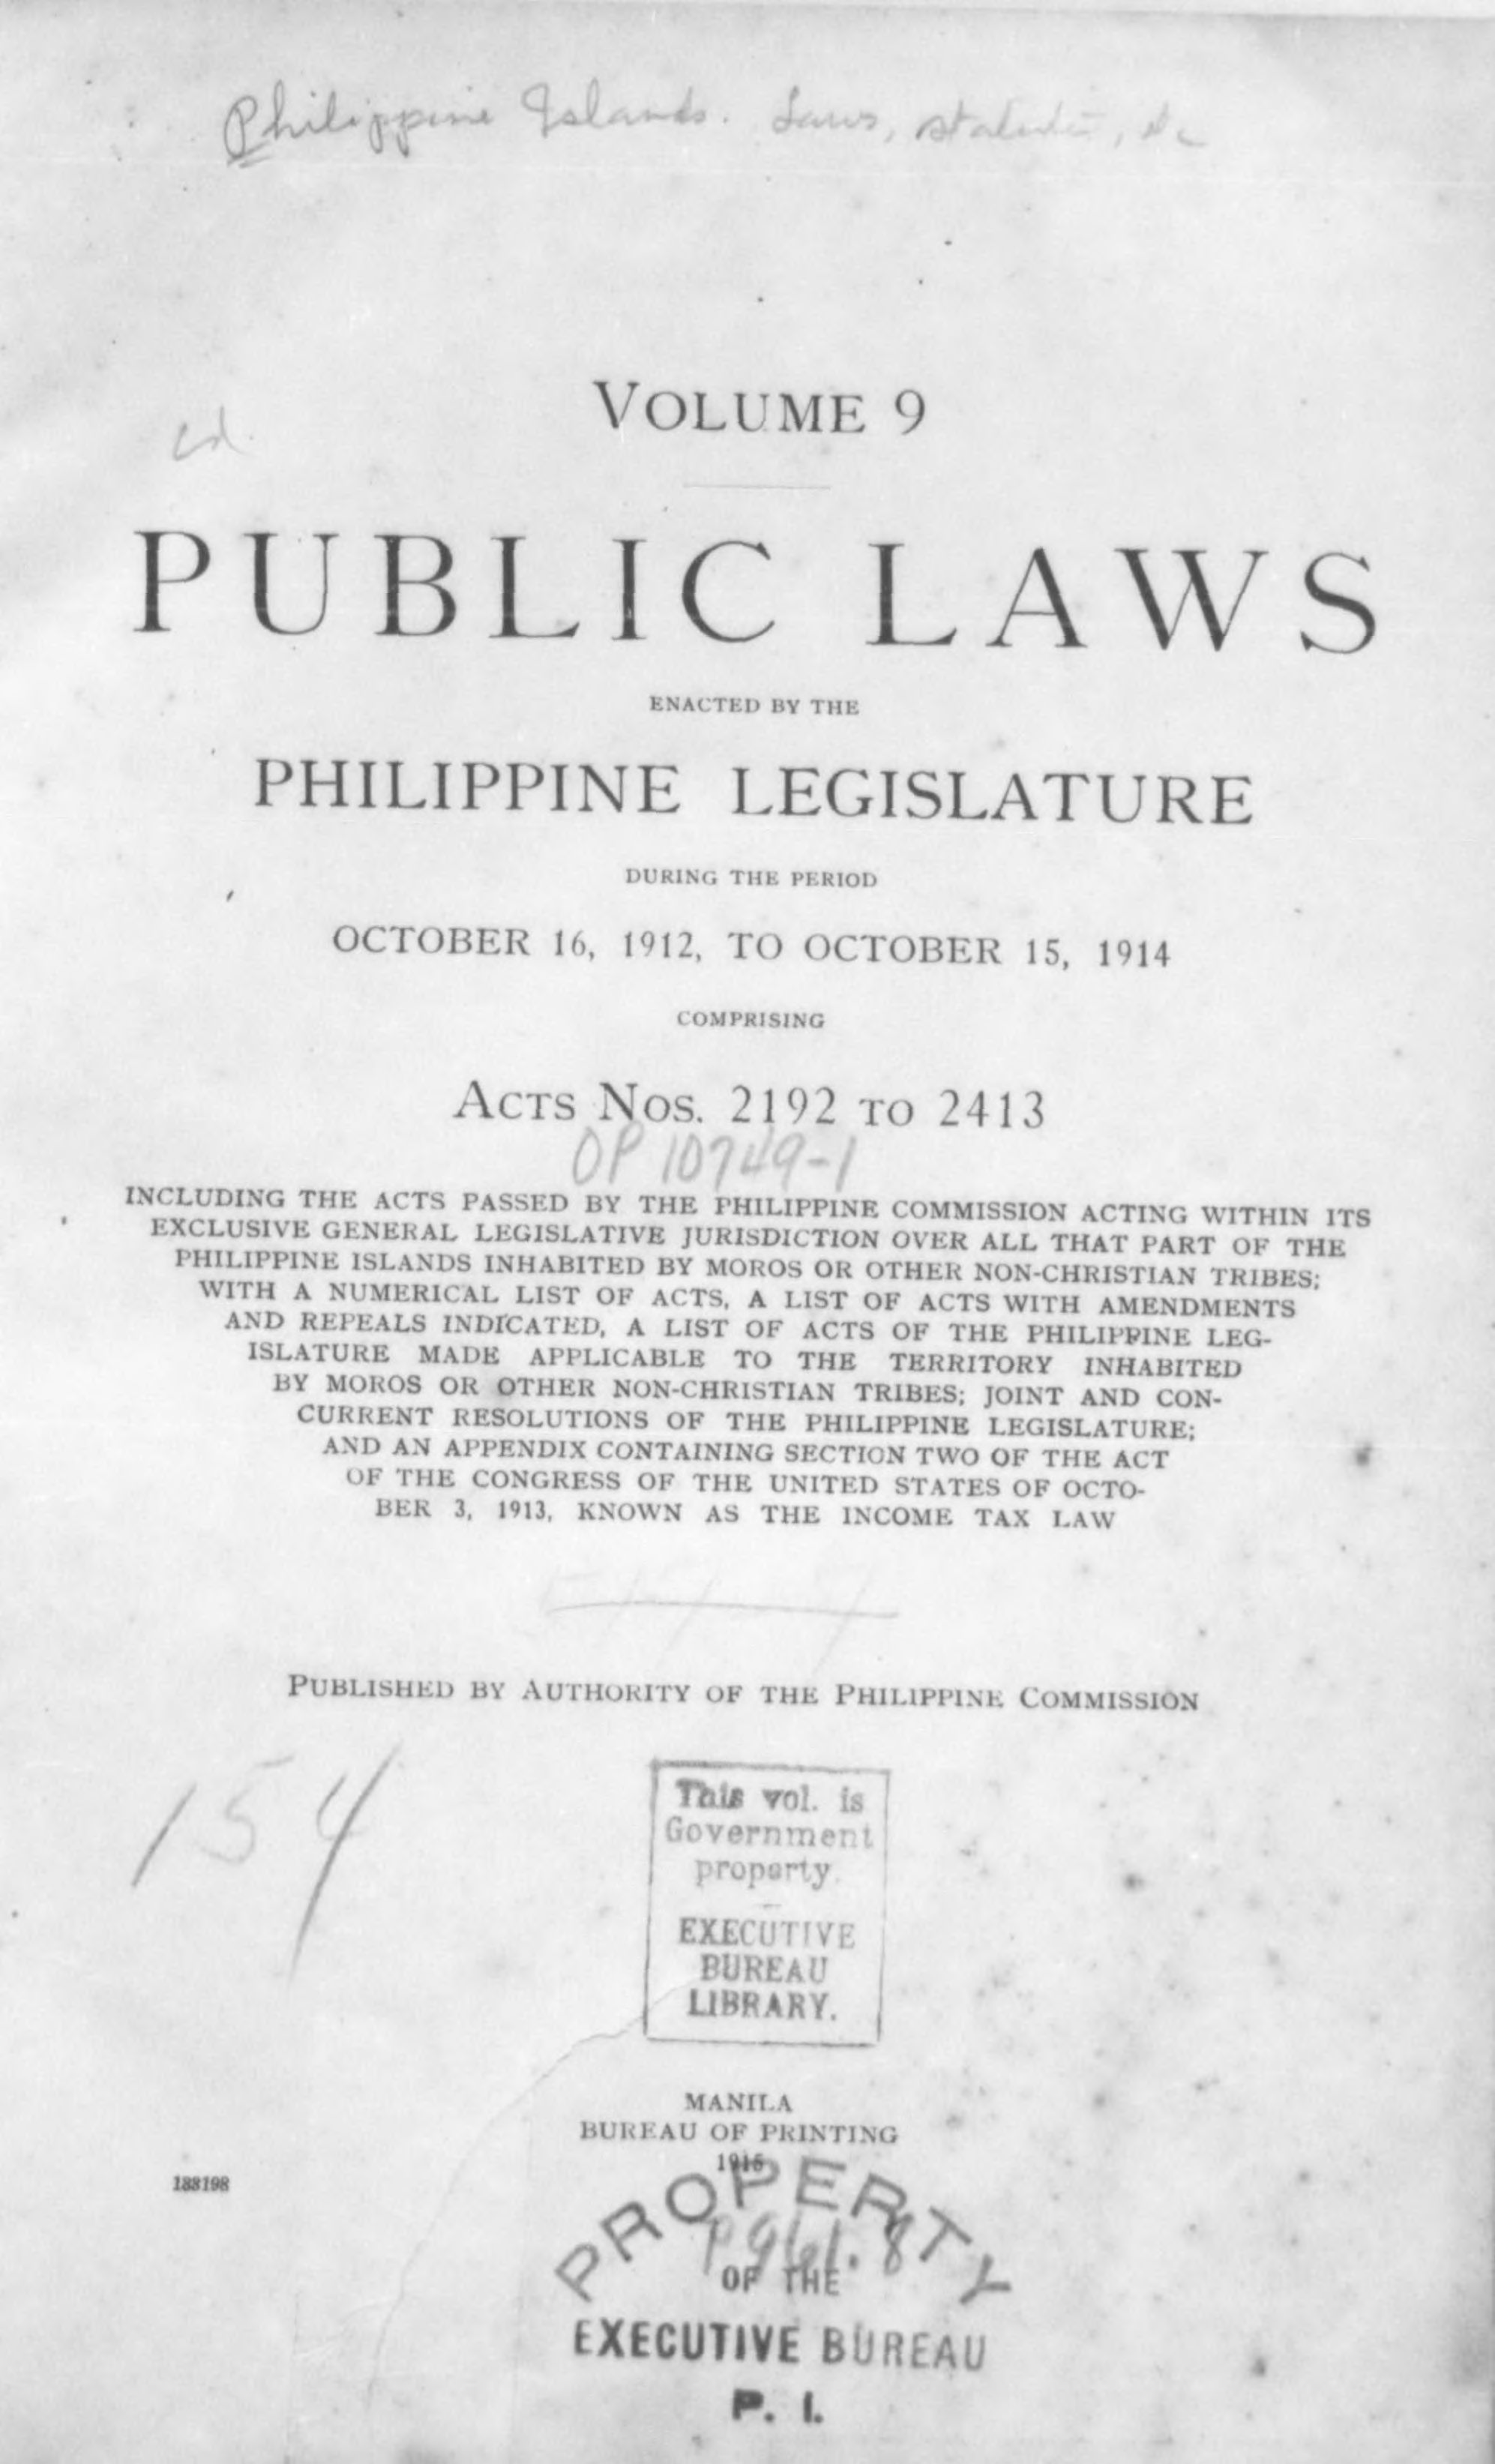 Philippine Islands. Laws, statutes, etc
VOLUME 9
ed.
PUBLIC LAWS
ENACTED BY THE
PHILIPPINE LEGISLATURE
DURING THE PERIOD
OCTOBER 16, 1912, TO OCTOBER 15, 1914
COMPRISING
ACTS NOS. 2192 TO 2413
OP 10749-1
INCLUDING THE ACTS PASSED BY THE PHILIPPINE COMMISSION ACTING WITHIN ITS
EXCLUSIVE GENERAL LEGISLATIVE JURISDICTION OVER ALL THAT PART OF THE
PHILIPPINE ISLANDS INHABITED BY MOROS OR OTHER NON-CHRISTIAN TRIBES;
WITH A NUMERICAL LIST OF ACTS, A LIST OF ACTS WITH AMENDMENTS
AND REPEALS INDICATED, A LIST OF ACTS OF THE PHILIPPINE LEG-
ISLATURE MADE APPLICABLE TO THE TERRITORY INHABITED
BY MOROS OR OTHER NON-CHRISTIAN TRIBES; JOINT AND CON-
CURRENT RESOLUTIONS OF THE PHILIPPINE LEGISLATURE;
AND AN APPENDIX CONTAINING SECTION TWO OF THE ACT
OF THE CONGRESS OF THE UNITED STATES OF OCTO-
BER 3, 1913, KNOWN AS THE INCOME TAX LAW
PUBLISHED BY AUTHORITY OF THE PHILIPPINE COMMISSION
154
This vol. is
Government
property.
EXECUTIVE
BUREAU
LIBRARY.
MANILA
BUREAU OF PRINTING
1915
188198
PROPERTY
P961.8
OF THE
EXECUTIVE BUREAU
P. I.